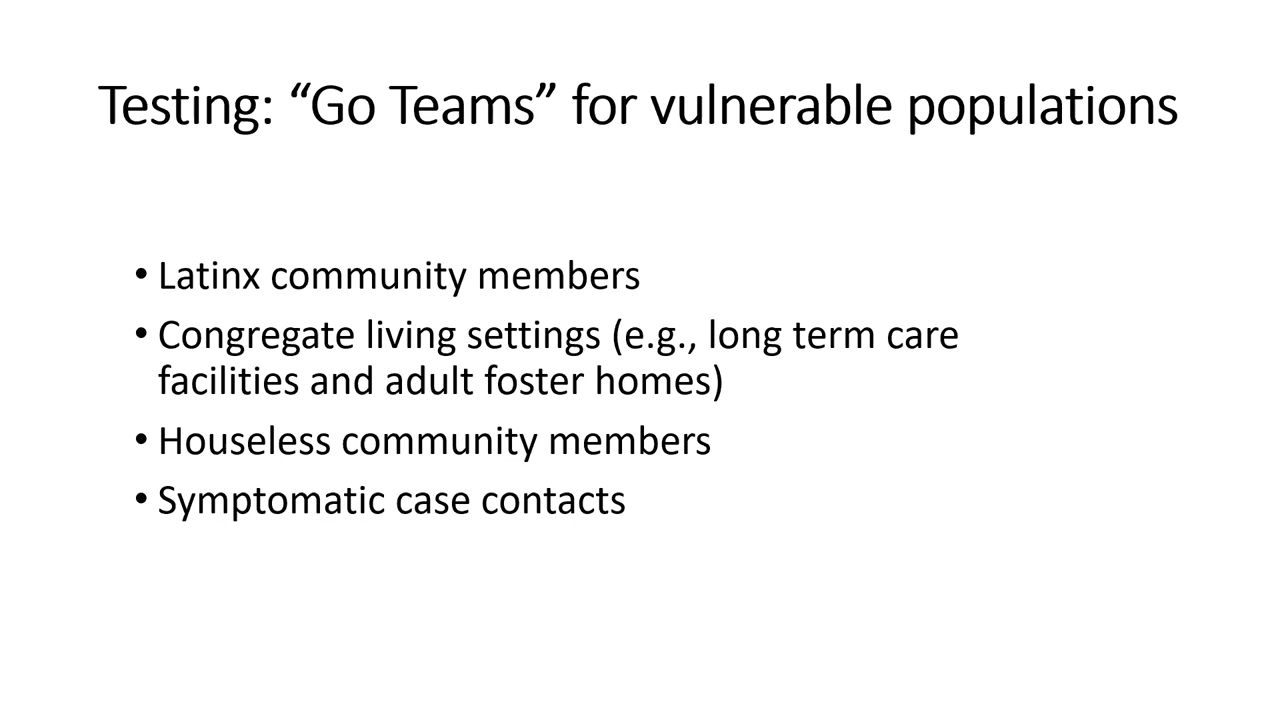 Testing: “Go Teams” for vulnerable populations
• Latinx community members
• Congregate living settings (e.g., long term care
facilities and adult foster homes)
• Houseless community members
• Symptomatic case contacts